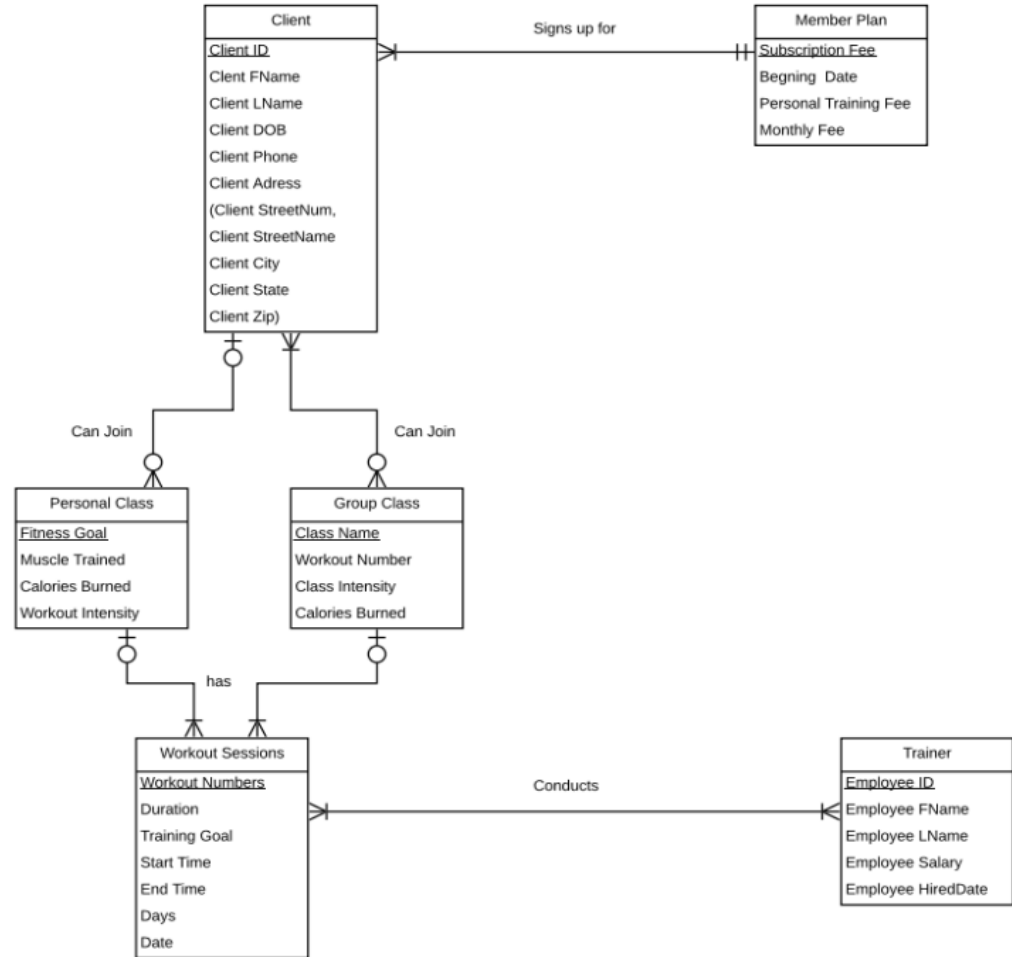 Client
Client ID
Clent FName
Client LName
Client DOB
Client Phone
Client Adress
(Client StreetNum,
Client StreetName
Client City
Client State
Client Zip)
Signs up for
Member Plan
Subscription Fee
Begning Date
Personal Training Fee
Monthly Fee
Can Join
Can Join
Personal Class
Fitness Goal
Muscle Trained
Calories Burned
Workout Intensity
Group Class
Class Name
Workout Number
Class Intensity
Calories Burned
has
Workout Sessions
Workout Numbers
Duration
Training Goal
Start Time
End Time
Days
Date
Conducts
Trainer
Employee ID
Employee FName
Employee LName
Employee Salary
Employee HiredDate